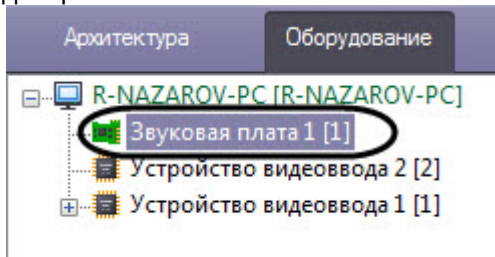 Архитектура Оборудование
R-NAZAROV-PC [R-NAZAROV-PC]
Звуковая плата 1 [1]
Устройство видеоввода 2 [2]
Устройство видеоввода 1 [1]